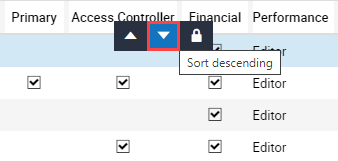 Primary Access Controller Financial Performance
Editor
Sort descending
Editor
Editor
Editor